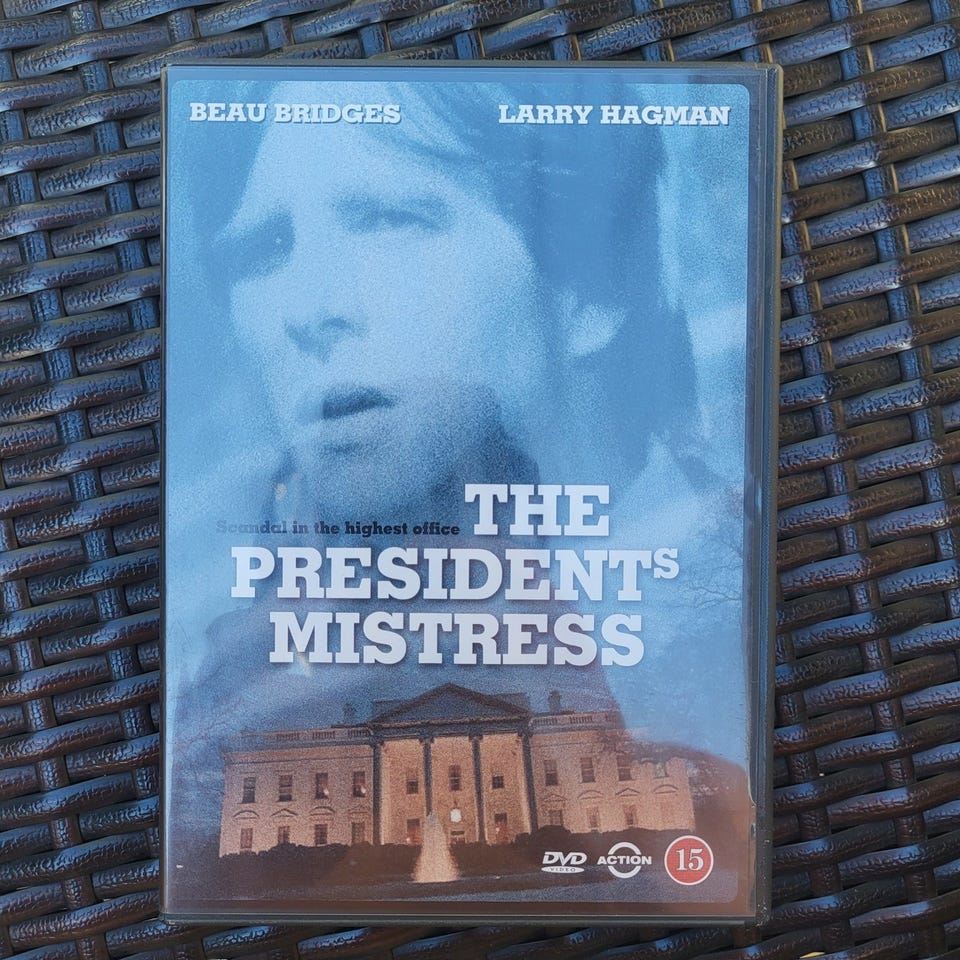 BEAU BRIDGES
LARRY HAGMAN
Scandal in the highest office
THE
PRESIDENTS
MISTRESS
DVD
VIDEO
ACTION
15